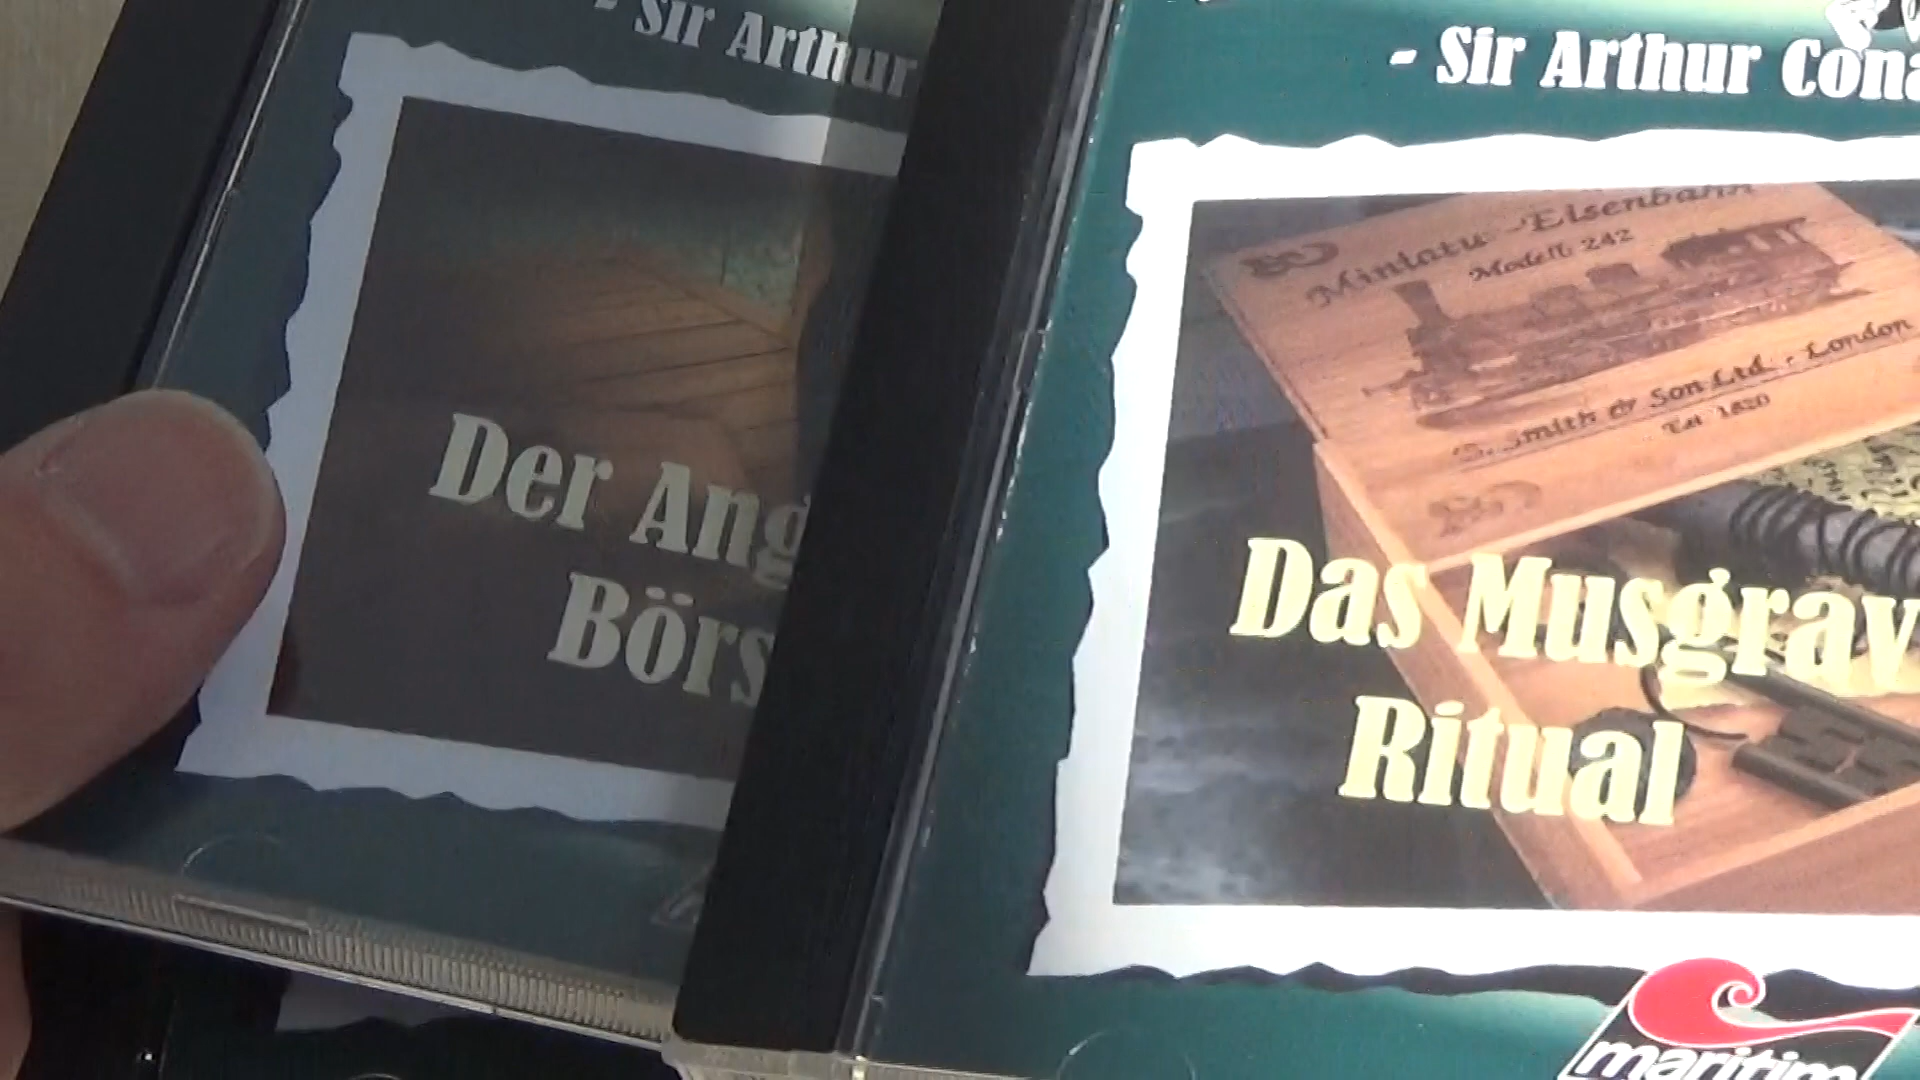 - Sir Arthur
Der Ang
Börs
- Sir Arthur Cona
Miniatu -Eisenbahn
Modell 242
Smith & Son Ltd. - London
Est 1820
Das Musgrav
Ritual
maritim